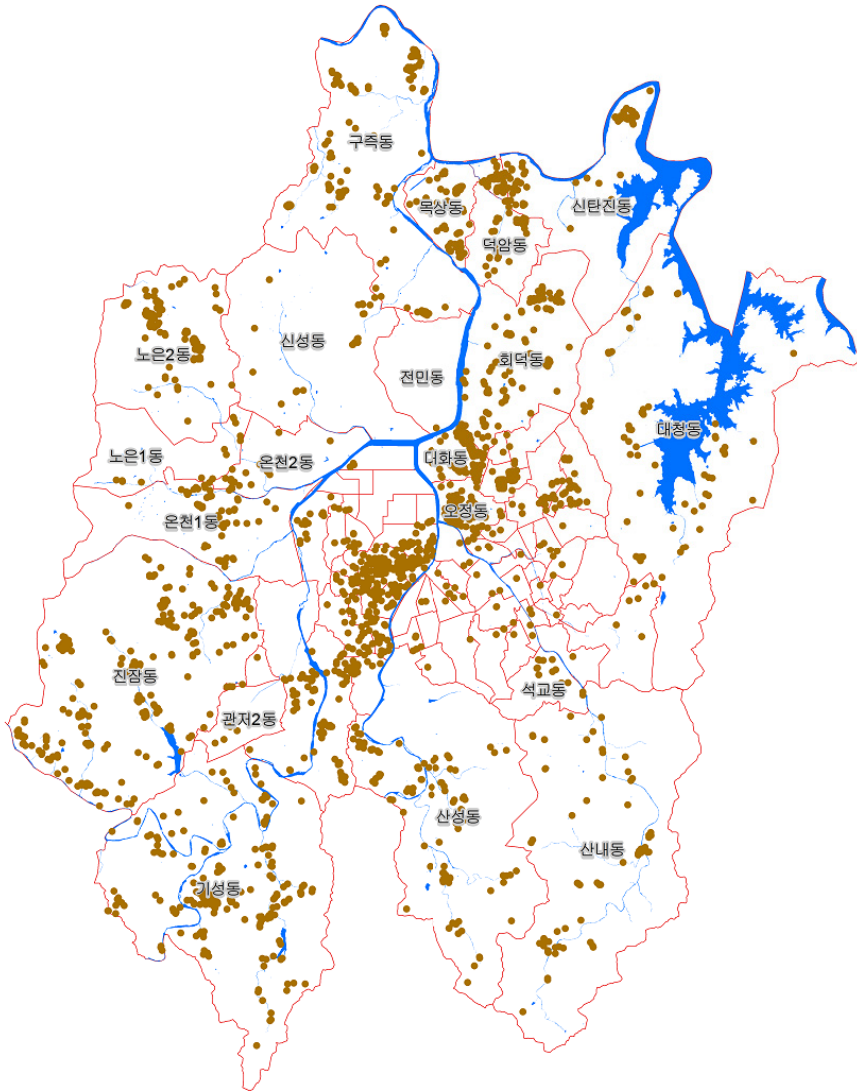 구즉동
목상동
신탄진동
덕암동
신성동
노은2동
회덕동
전민동
대청동
노은1동
온천2동
대화동
오정동
온천1동
진잠동
석교동
관저2동
산성동
산내동
기성동